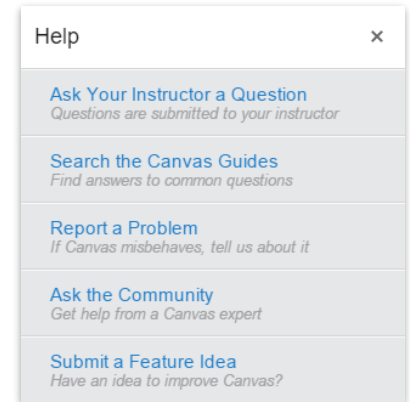 Help ×
Ask Your Instructor a Question
Questions are submitted to your instructor
Search the Canvas Guides
Find answers to common questions
Report a Problem
If Canvas misbehaves, tell us about it
Ask the Community
Get help from a Canvas expert
Submit a Feature Idea
Have an idea to improve Canvas?